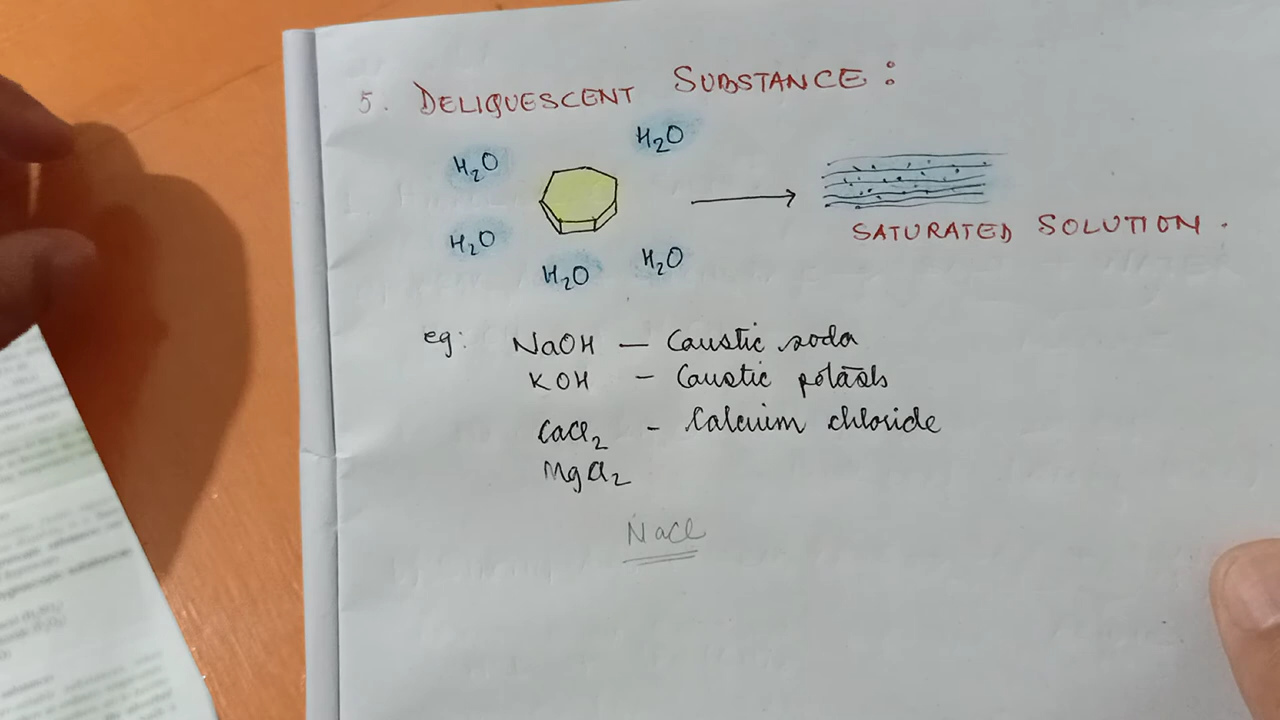 5. DELIQUESCENT SUBSTANCE:
H2O
H2O
H2O
H2O
H2O
SATURATED SOLUTION.
eg: NaOH — Caustic soda
KOH — Caustic potash
CaCl2 - Calcium chloride
MgCl2
NaCl